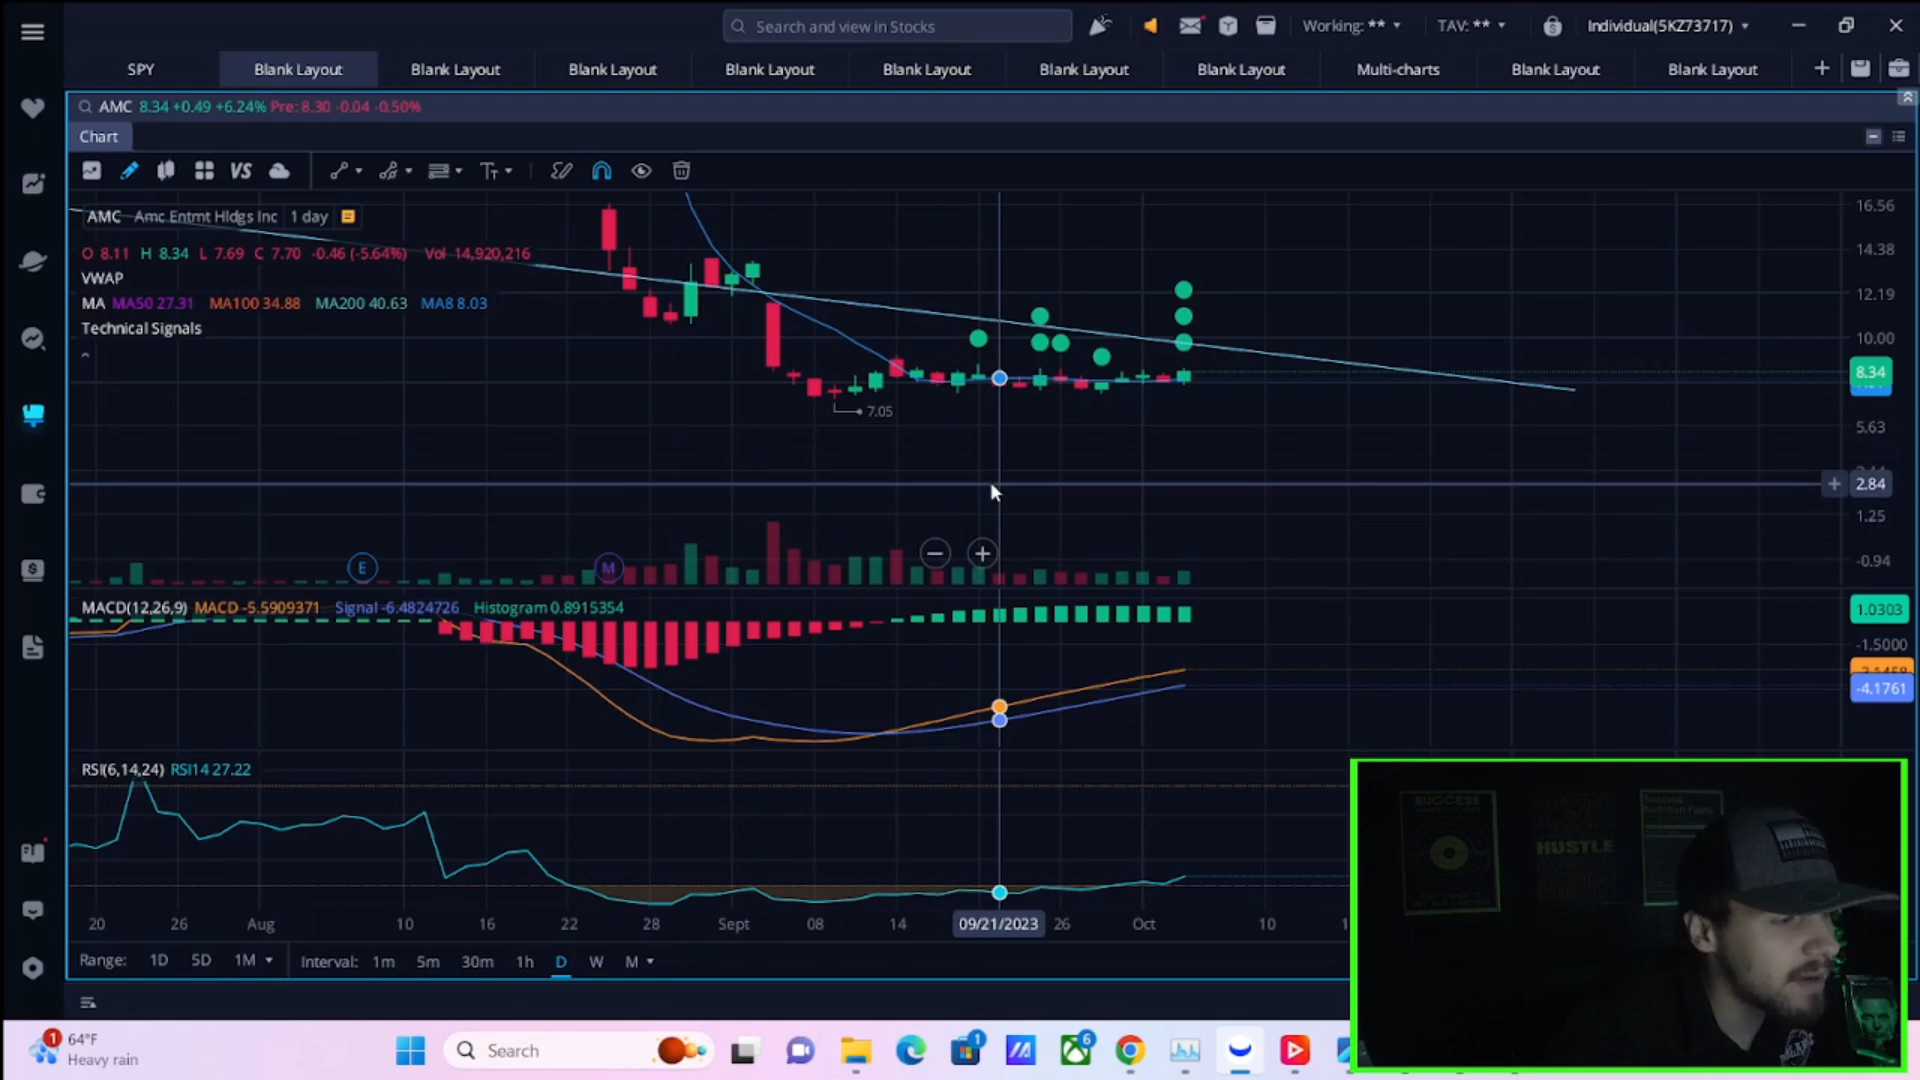 Search and view in Stocks
Working: **
TAV: **
Individual(5KZ73717)
SPY
Blank Layout
Blank Layout
Blank Layout
Blank Layout
Blank Layout
Blank Layout
Blank Layout
Multi-charts
Blank Layout
Blank Layout
AMC 8.34 +0.49 +6.24% Pre: 8.30 -0.04 -0.50%
Chart
VS
AMC Amc Entmt Hldgs Inc 1 day
O 8.11 H 8.34 L 7.69 C 7.70 -0.46 (-5.64%) Vol 14,920,216
VWAP
MA MA50 27.31 MA100 34.88 MA200 40.63 MA8 8.03
Technical Signals
16.56
14.38
12.19
10.00
8.34
5.63
2.84
1.25
-0.94
7.05
E
M
MACD(12,26,9) MACD -5.5909371 Signal -6.4824726 Histogram 0.8915354
1.0303
-1.5000
-4.1761
RSI(6,14,24) RSI14 27.22
20 26 Aug 10 16 22 28 Sept 08 14 09/21/2023 26 Oct 10
Range: 1D 5D 1M Interval: 1m 5m 30m 1h D W M
SUCCESS
HUSTLE
Success
Nutrition Facts
1
64°F
Heavy rain
Search
1
6